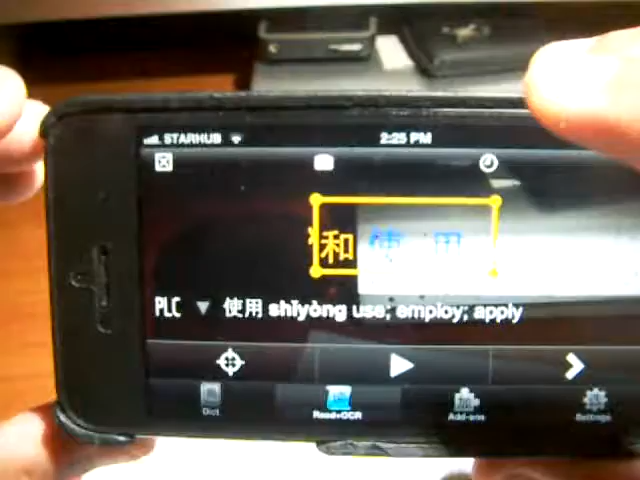 STARHUB 2:25 PM
和 使 用
PLC ▼ 使用 shǐyòng use; employ; apply
Dict Read+OCR Add-ons Settings